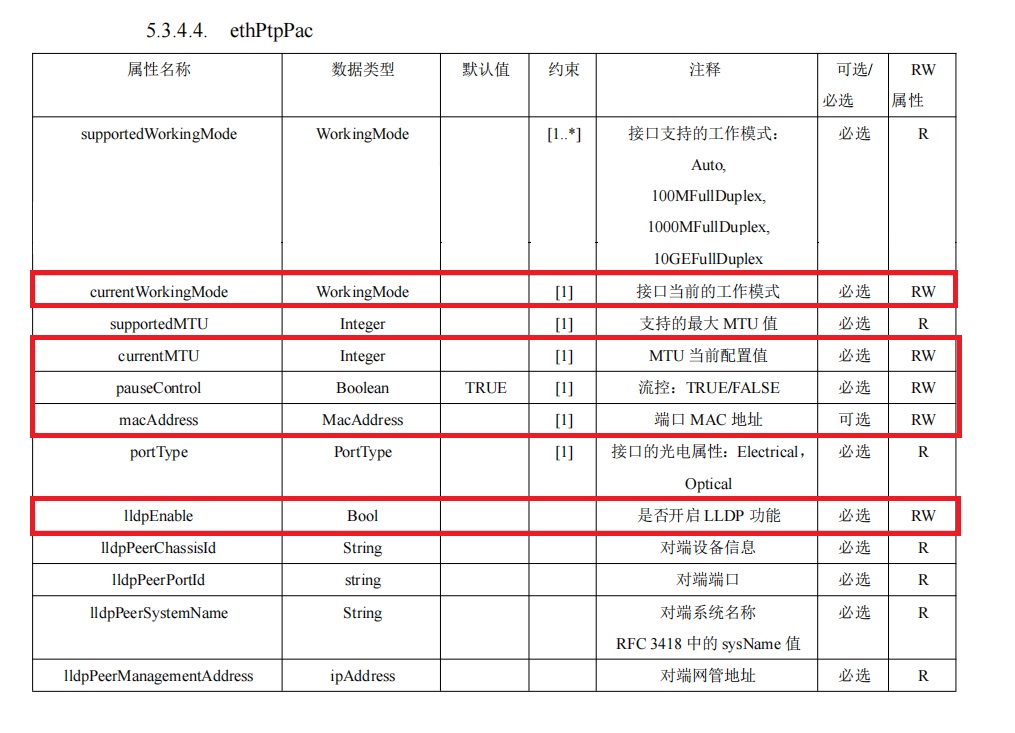 5.3.4.4. ethPtpPac
属性名称 数据类型 默认值 约束 注释 可选/ RW
必选 属性
supportedWorkingMode WorkingMode [1..*] 接口支持的工作模式： 必选 R
Auto,
100MFullDuplex,
1000MFullDuplex,
10GEFullDuplex
currentWorkingMode WorkingMode [1] 接口当前的工作模式 必选 RW
supportedMTU Integer [1] 支持的最大 MTU 值 必选 R
currentMTU Integer [1] MTU 当前配置值 必选 RW
pauseControl Boolean TRUE [1] 流控：TRUE/FALSE 必选 RW
macAddress MacAddress [1] 端口 MAC 地址 可选 RW
portType PortType [1] 接口的光电属性：Electrical， 必选 R
Optical
lldpEnable Bool 是否开启 LLDP 功能 必选 RW
lldpPeerChassisId String 对端设备信息 必选 R
lldpPeerPortId string 对端端口 必选 R
lldpPeerSystemName String 对端系统名称 必选 R
RFC 3418 中的 sysName 值
lldpPeerManagementAddress ipAddress 对端网管地址 必选 R